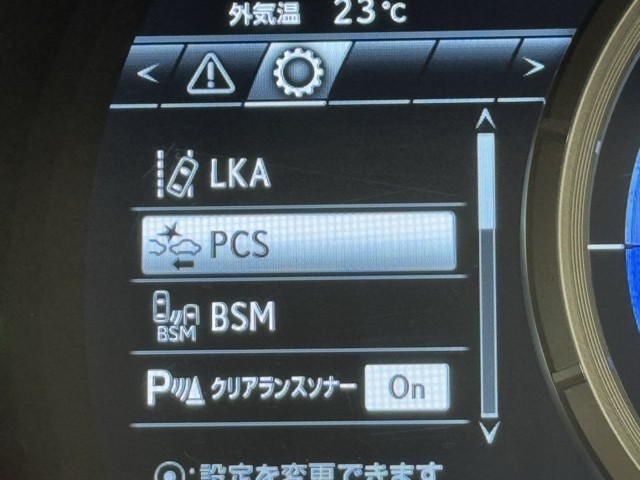 外気温 23℃
< >
LKA
PCS
BSM BSM
P クリアランスソナー On
:設定を変更できます